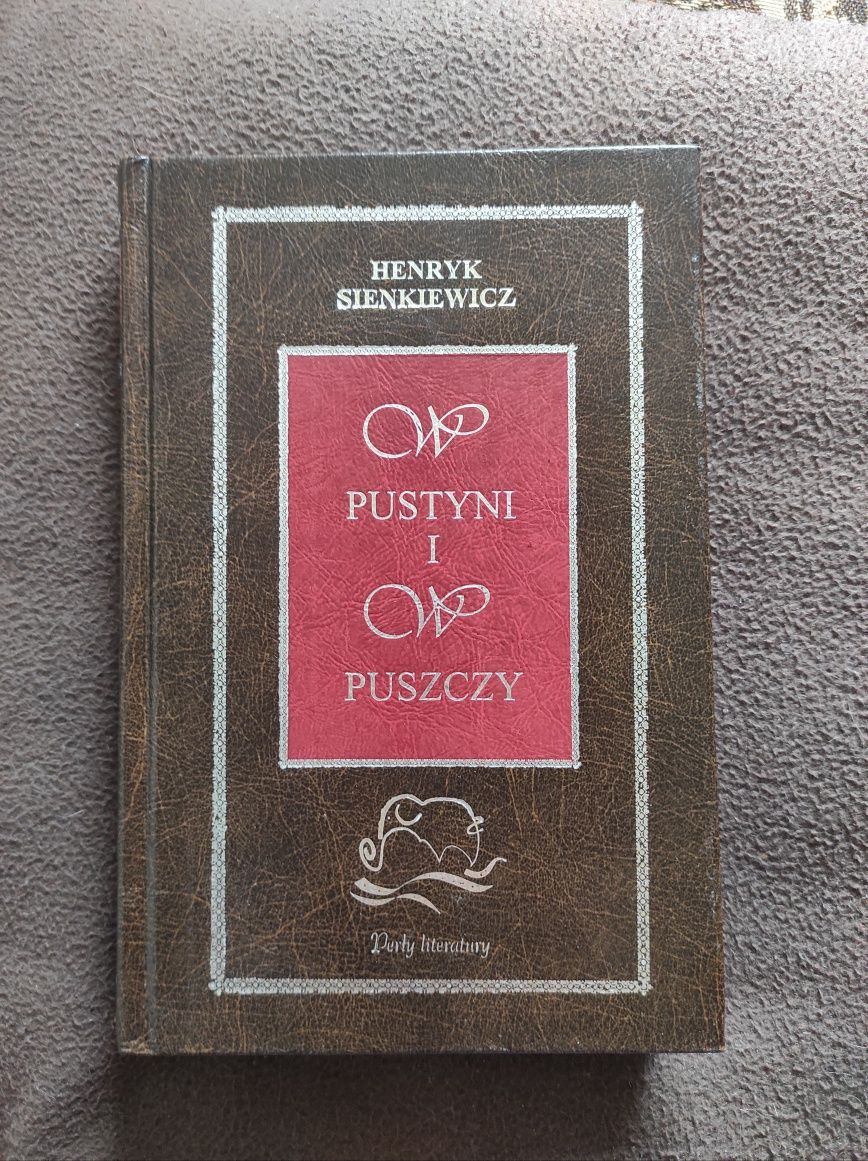 HENRYK
SIENKIEWICZ
W
PUSTYNI
I
W
PUSZCZY
Perły literatury